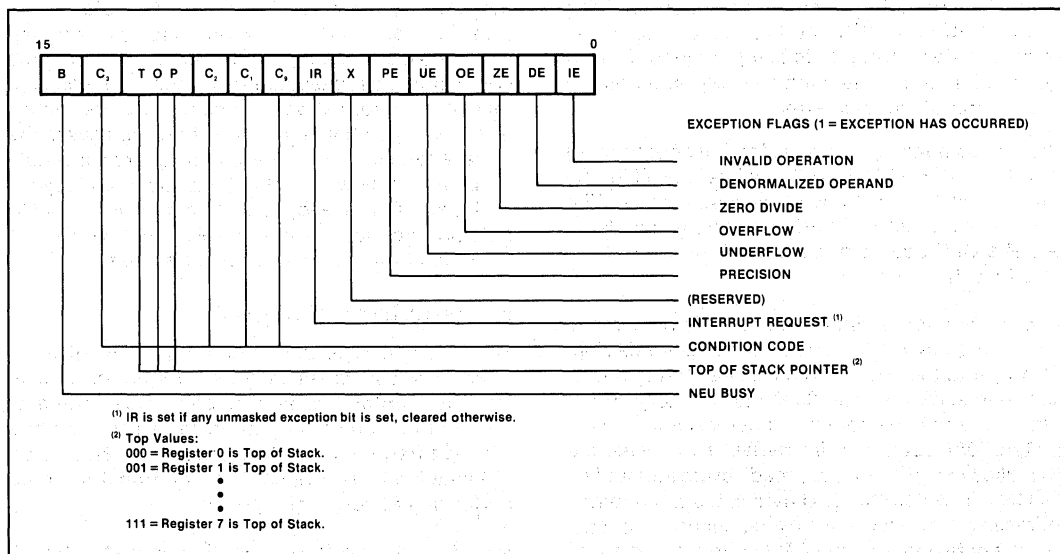 15 0
B C₃ T O P C₂ C₁ C₉ IR X PE UE OE ZE DE IE
EXCEPTION FLAGS (1 = EXCEPTION HAS OCCURRED)
INVALID OPERATION
DENORMALIZED OPERAND
ZERO DIVIDE
OVERFLOW
UNDERFLOW
PRECISION
(RESERVED)
INTERRUPT REQUEST (1)
CONDITION CODE
TOP OF STACK POINTER (2)
NEU BUSY
(1) IR is set if any unmasked exception bit is set, cleared otherwise.
(2) Top Values:
000 = Register 0 is Top of Stack.
001 = Register 1 is Top of Stack.
111 = Register 7 is Top of Stack.